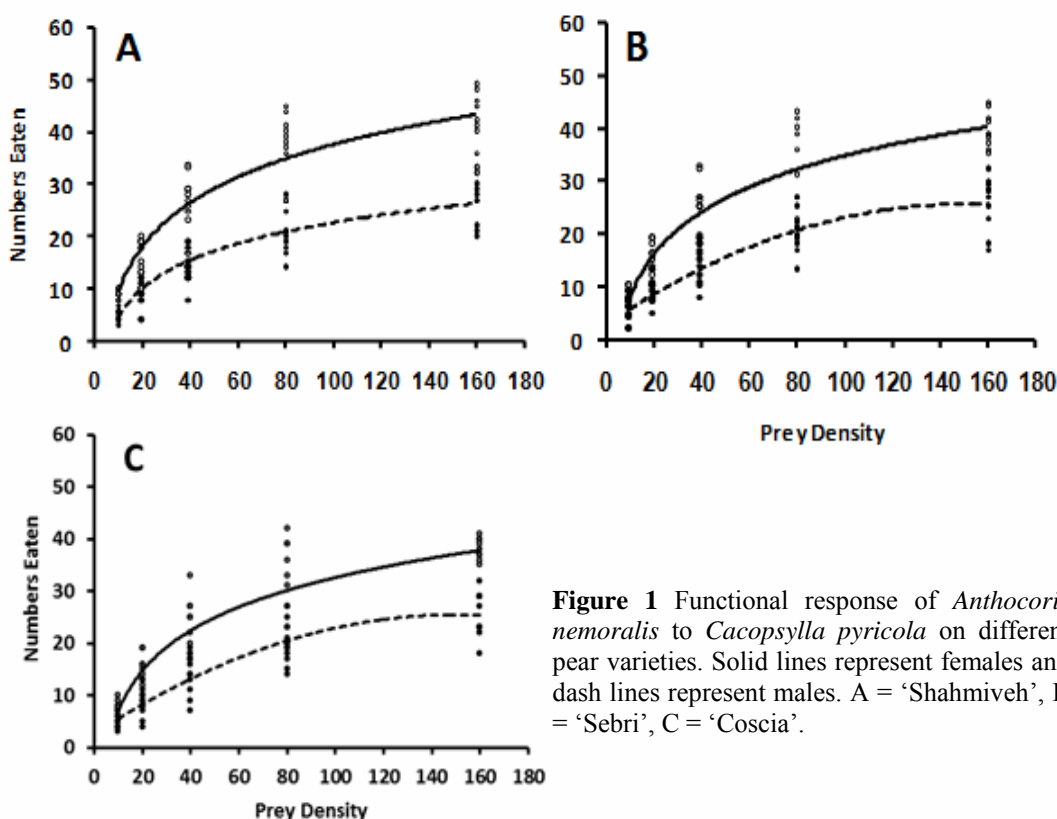 A
Numbers Eaten
60
50
40
30
20
10
0
0 20 40 60 80 100 120 140 160 180
B
60
50
40
30
20
10
0
0 20 40 60 80 100 120 140 160 180
Prey Density
C
Numbers Eaten
60
50
40
30
20
10
0
0 20 40 60 80 100 120 140 160 180
Prey Density
Figure 1 Functional response of Anthocori
nemoralis to Cacopsylla pyricola on differen
pear varieties. Solid lines represent females an
dash lines represent males. A = ‘Shahmiveh’,
= ‘Sebri’, C = ‘Coscia’.